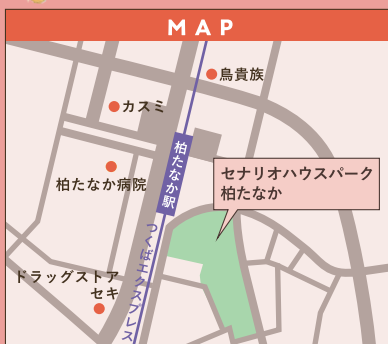 MAP
鳥貴族
カスミ
柏たなか駅
セナリオハウスパーク
柏たなか
柏たなか病院
つくばエクスプレス
ドラッグストア
セキ